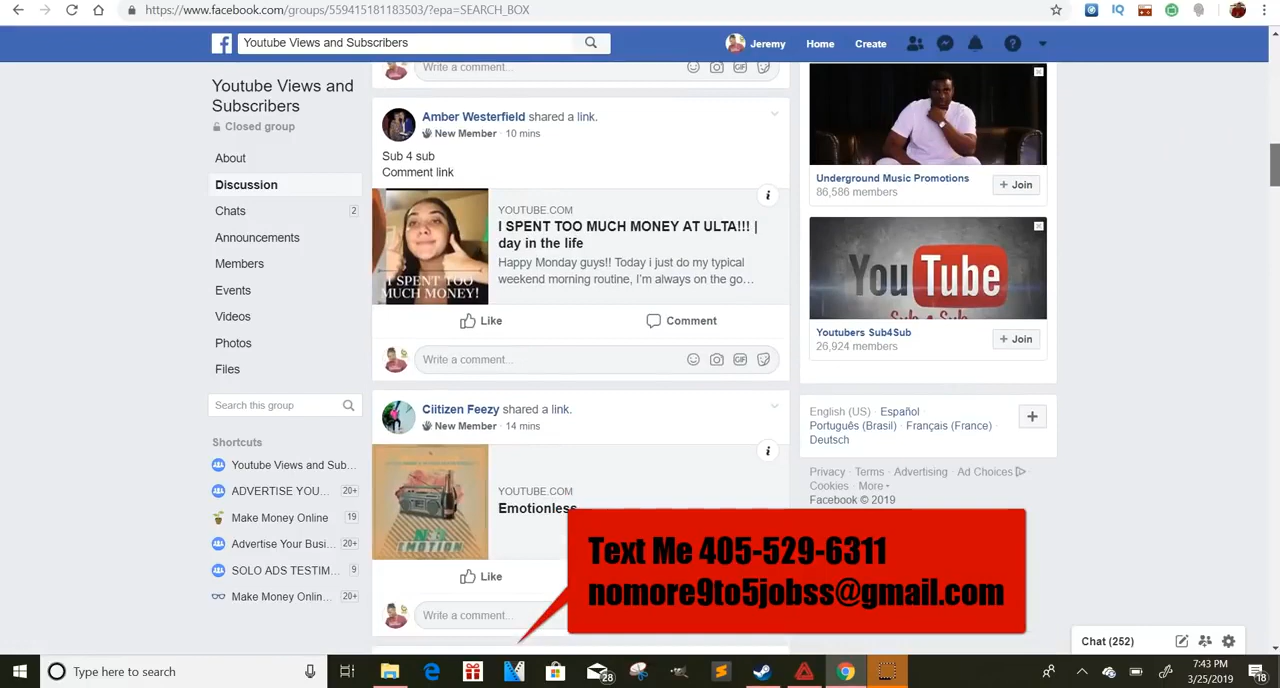 https://www.facebook.com/groups/559415181183503/?epa=SEARCH_BOX
Youtube Views and Subscribers
Jeremy
Home
Create
Youtube Views and
Subscribers
Closed group
About
Discussion
Chats
2
Announcements
Members
Events
Videos
Photos
Files
Search this group
Shortcuts
Youtube Views and Sub...
ADVERTISE YOU...
20+
Make Money Online
19
Advertise Your Busi...
20+
SOLO ADS TESTIM...
9
Make Money Onlin...
20+
Write a comment...
Amber Westerfield shared a link.
New Member · 10 mins
Sub 4 sub
Comment link
I SPENT TOO
MUCH MONEY!
YOUTUBE.COM
I SPENT TOO MUCH MONEY AT ULTA!!! |
day in the life
Happy Monday guys!! Today i just do my typical
weekend morning routine, I'm always on the go...
Like
Comment
Write a comment...
Ciitizen Feezy shared a link.
New Member · 14 mins
EMOTION
YOUTUBE.COM
Emotionless
Like
Write a comment...
Underground Music Promotions
86,586 members
+ Join
YouTube
Sub 4 Sub
Youtubers Sub4Sub
26,924 members
+ Join
English (US) · Español ·
Português (Brasil) · Français (France) ·
Deutsch
Privacy · Terms · Advertising · Ad Choices
Cookies · More
Facebook © 2019
Text Me 405-529-6311
nomore9to5jobss@gmail.com
Chat (252)
Type here to search
28
7:43 PM
3/25/2019
18